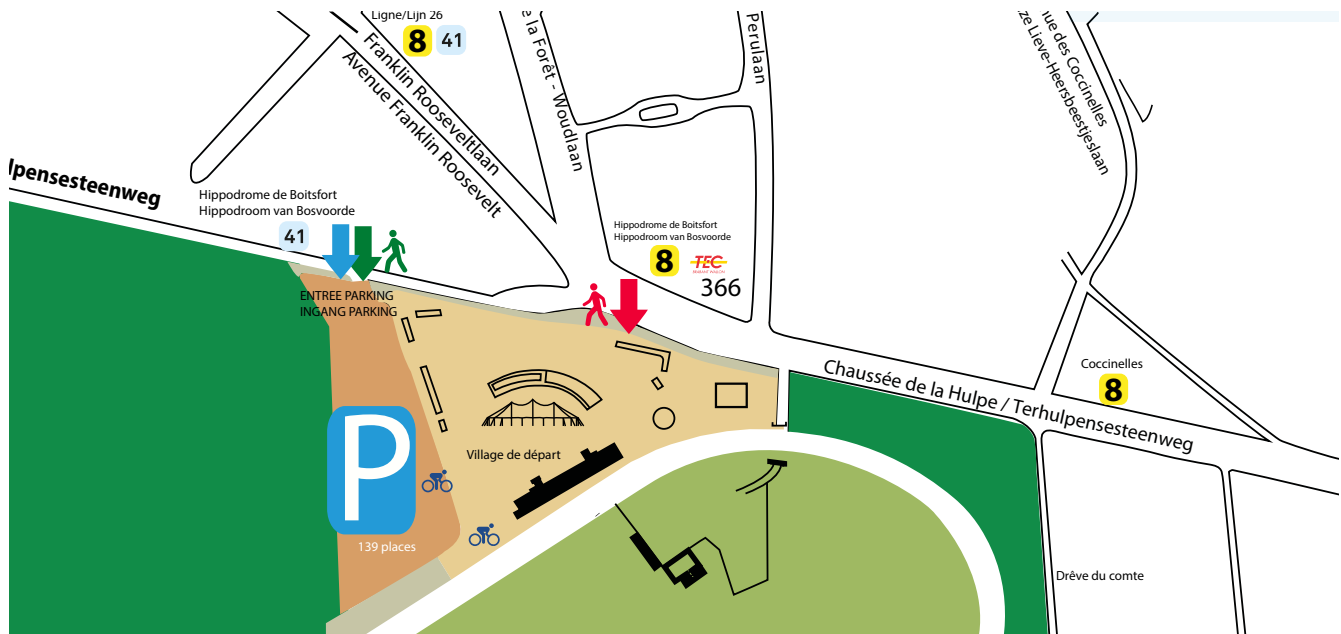 Ligne/Lijn 26
8 41
Franklin Rooseveltlaan
Avenue Franklin Roosevelt
la Forêt - Woudlaan
Perulaan
des Coccinelles
Lieve-Heersbeestjeslaan
lpensesteenweg
Hippodrome de Boitsfort
Hippodroom van Bosvoorde
41
Hippodrome de Boitsfort
Hippodroom van Bosvoorde
8 TEC
366
ENTREE PARKING
INGANG PARKING
Chaussée de la Hulpe / Terhulpensesteenweg
Coccinelles
8
P
139 places
Village de départ
Drêve du comte